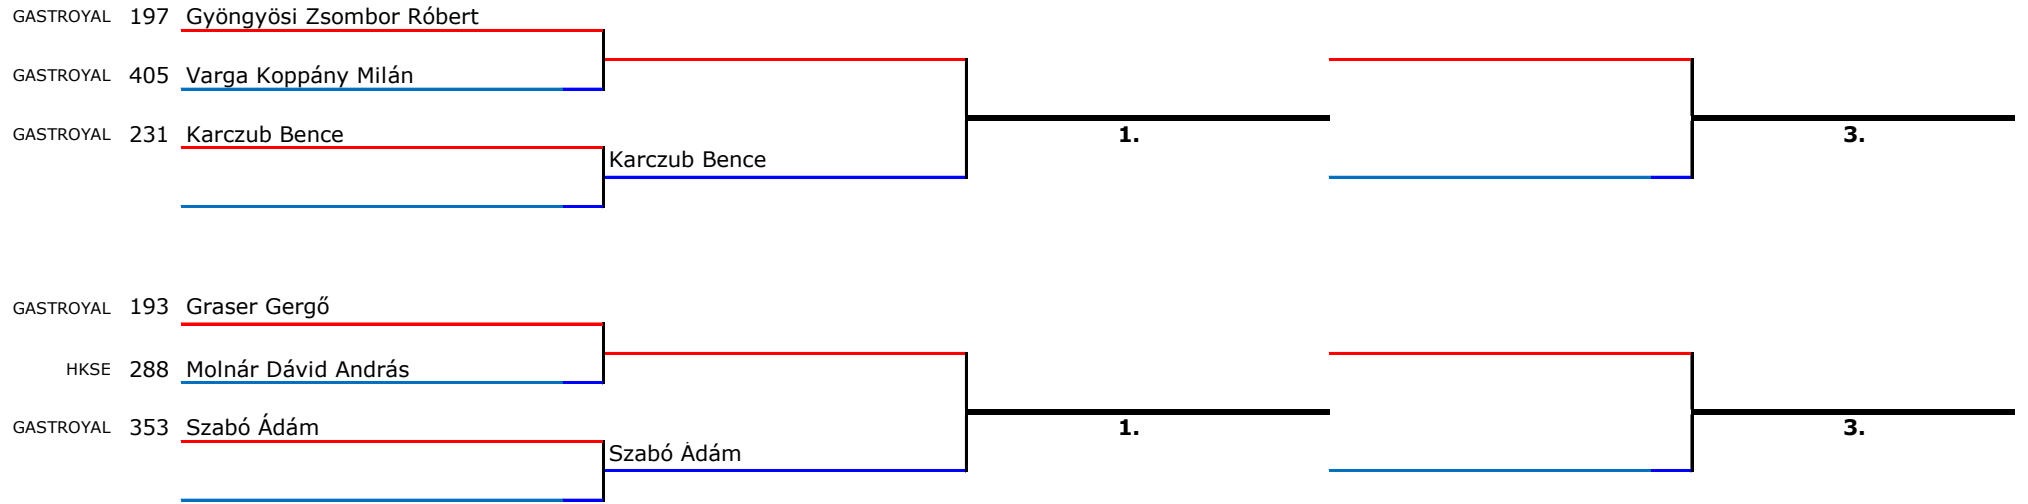 GASTROYAL 197 Gyöngyösi Zsombor Róbert
GASTROYAL 405 Varga Koppány Milán
GASTROYAL 231 Karczub Bence
1. 3.
Karczub Bence
GASTROYAL 193 Graser Gergő
HKSE 288 Molnár Dávid András
GASTROYAL 353 Szabó Ádám
1. 3.
Szabó Ádám